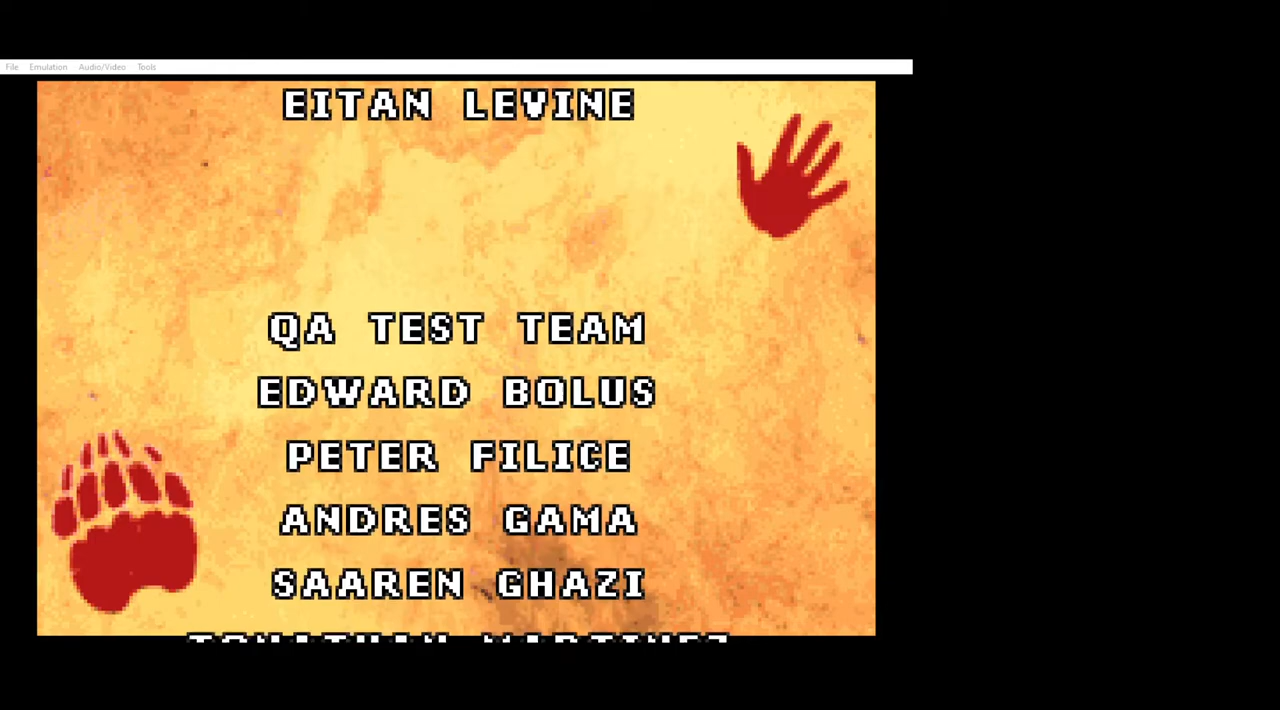 File Emulation Audio/Video Tools
EITAN LEVINE
QA TEST TEAM
EDWARD BOLUS
PETER FILICE
ANDRES GAMA
SAAREN GHAZI